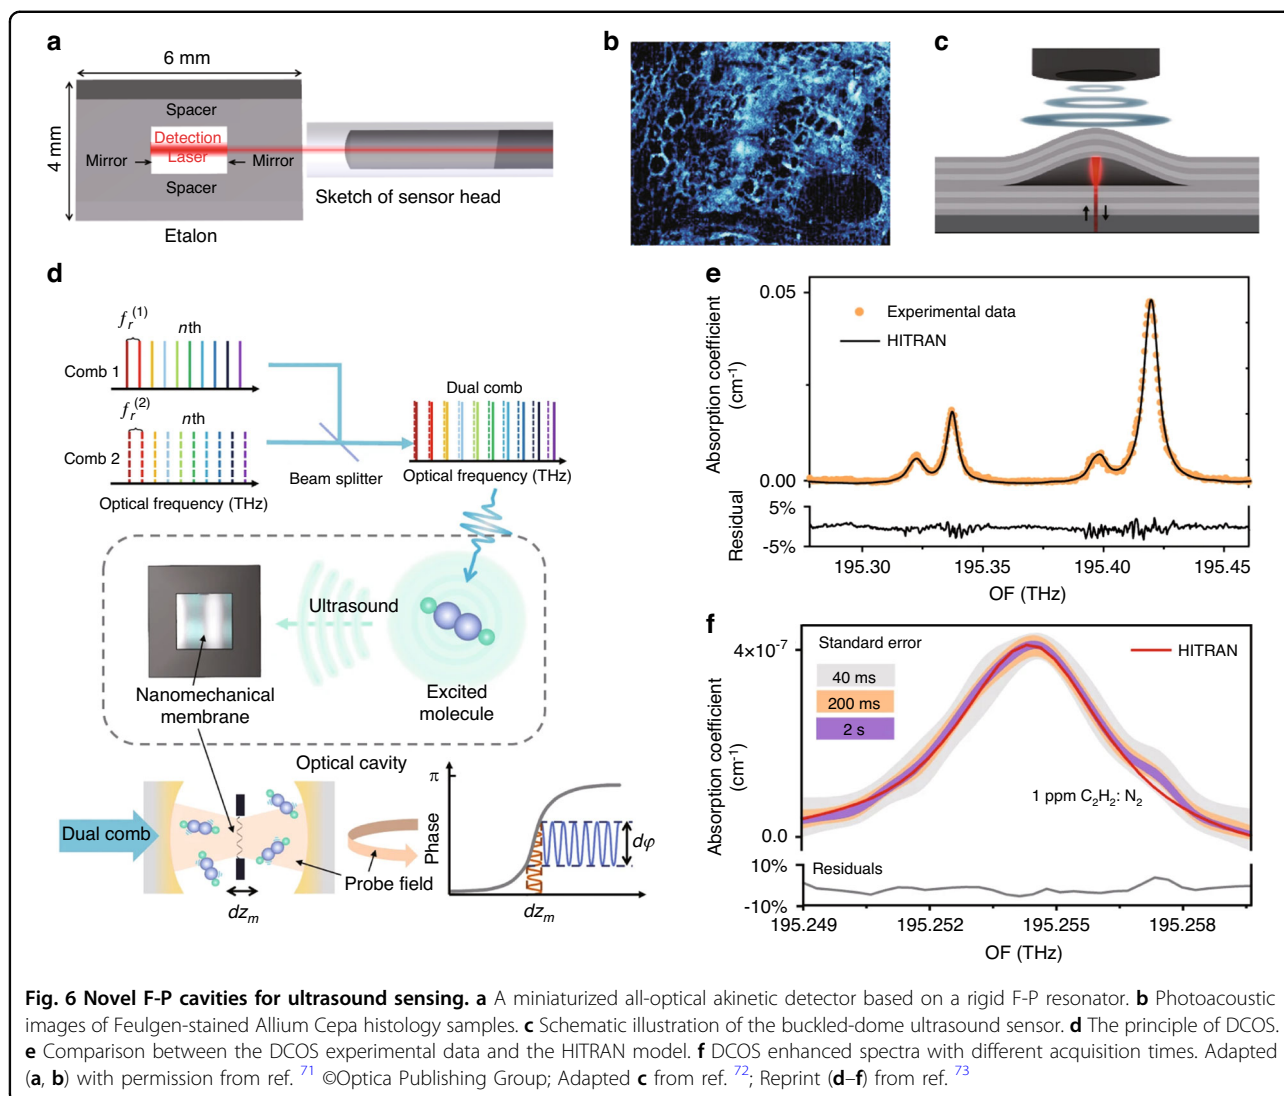 a
6 mm
4 mm
Spacer
Detection
Laser
Mirror
Mirror
Spacer
Etalon
Sketch of sensor head
b
c
d
fr(1)
nth
Comb 1
fr(2)
nth
Comb 2
Optical frequency (THz)
Beam splitter
Dual comb
Optical frequency (THz)
Ultrasound
Nanomechanical
membrane
Excited
molecule
Optical cavity
Dual comb
Probe field
dzm
π
Phase
dφ
dzm
e
0.05
Experimental data
HITRAN
Absorption coefficient
(cm-1)
0.00
5%
Residual
-5%
195.30 195.35 195.40 195.45
OF (THz)
f
Standard error
4×10-7
HITRAN
40 ms
200 ms
2 s
Absorption coefficient
(cm-1)
1 ppm C2H2: N2
0.0
10%
Residuals
-10%
195.249 195.252 195.255 195.258
OF (THz)
Fig. 6 Novel F-P cavities for ultrasound sensing. a A miniaturized all-optical akinetic detector based on a rigid F-P resonator. b Photoacoustic
images of Feulgen-stained Allium Cepa histology samples. c Schematic illustration of the buckled-dome ultrasound sensor. d The principle of DCOS.
e Comparison between the DCOS experimental data and the HITRAN model. f DCOS enhanced spectra with different acquisition times. Adapted
(a, b) with permission from ref. 71 ©Optica Publishing Group; Adapted c from ref. 72; Reprint (d–f) from ref. 73